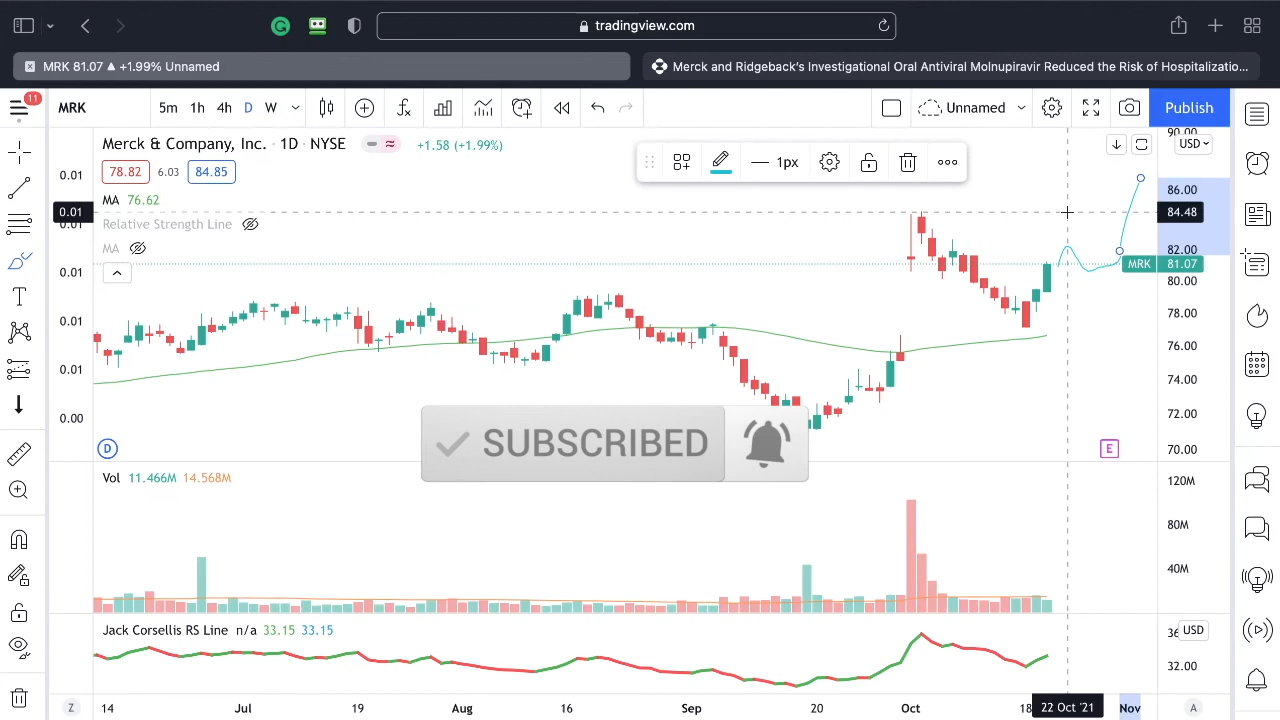 tradingview.com
MRK 81.07 ▲ +1.99% Unnamed
Merck and Ridgeback's Investigational Oral Antiviral Molnupiravir Reduced the Risk of Hospitalizatio...
11
MRK
5m 1h 4h D W
Unnamed
Publish
Merck & Company, Inc. · 1D · NYSE
+1.58 (+1.99%)
1px
90.00
USD
78.82 6.03 84.85
0.01
MA 76.62
86.00
0.01
84.48
Relative Strength Line
0.01
MA
82.00
MRK 81.07
0.01
80.00
0.01
78.00
76.00
0.01
74.00
0.00
72.00
SUBSCRIBED
D
E
70.00
Vol 11.466M 14.568M
120M
80M
40M
Jack Corsellis RS Line n/a 33.15 33.15
36
USD
32.00
Z
14 Jul 19 Aug 16 Sep 20 Oct 18 22 Oct '21 Nov
A